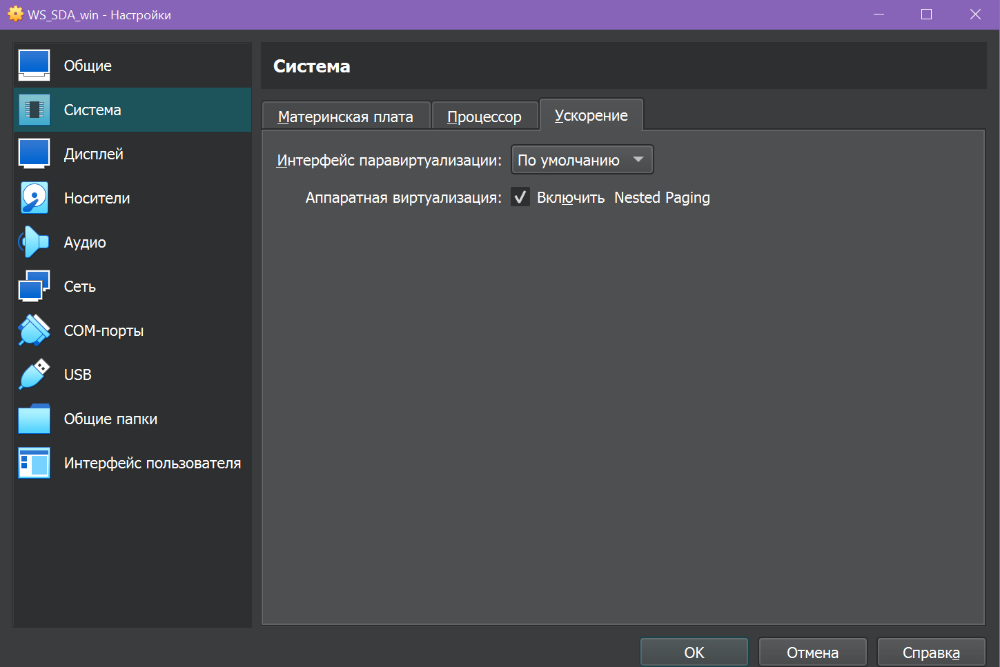 WS_SDA_win - Настройки
Общие
Система
Дисплей
Носители
Аудио
Сеть
COM-порты
USB
Общие папки
Интерфейс пользователя
Система
Материнская плата
Процессор
Ускорение
Интерфейс паравиртуализации: По умолчанию
Аппаратная виртуализация: Включить Nested Paging
OK
Отмена
Справка